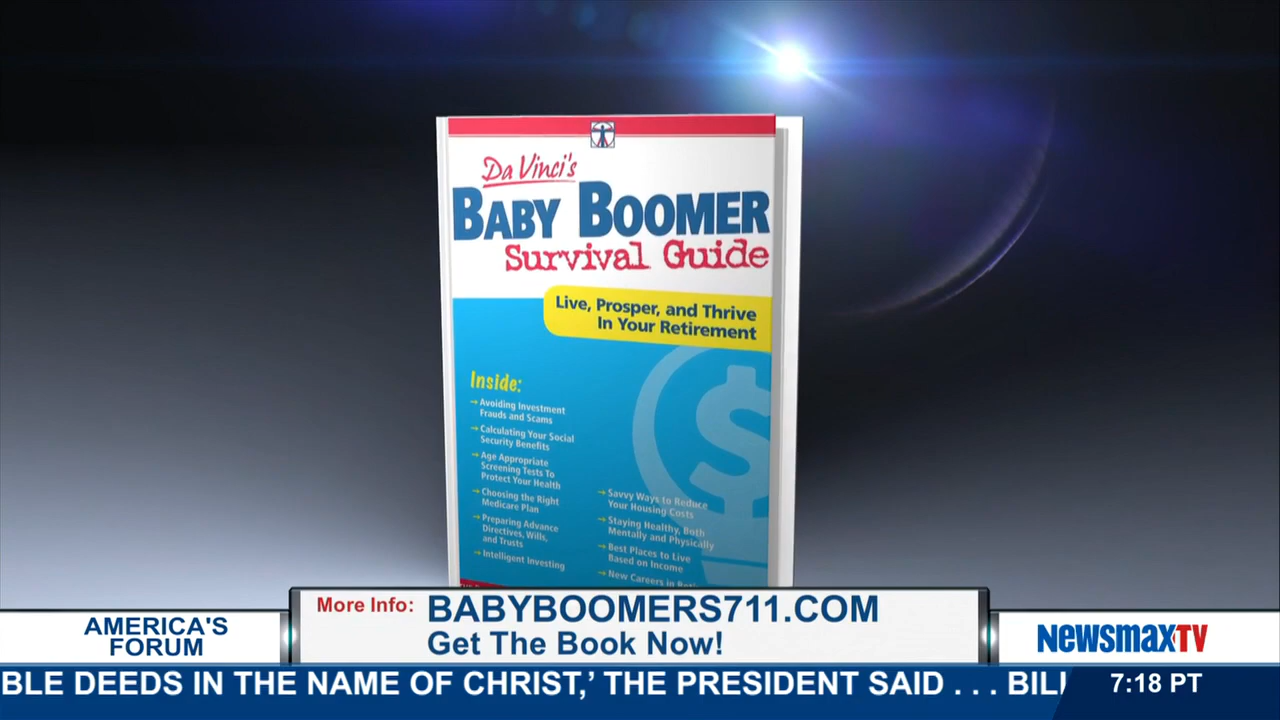 Da Vinci's
BABY BOOMER
Survival Guide
Live, Prosper, and Thrive
In Your Retirement
Inside:
→ Avoiding Investment
Frauds and Scams
→ Calculating Your Social
Security Benefits
→ Age Appropriate
Screening Tests To
Protect Your Health
→ Choosing the Right
Medicare Plan
→ Preparing Advance
Directives, Wills,
and Trusts
→ Intelligent Investing
→ Savvy Ways to Reduce
Your Housing Costs
→ Staying Healthy, Both
Mentally and Physically
→ Best Places to Live
Based on Income
→ New Careers in
More Info: BABYBOOMERS711.COM
Get The Book Now!
AMERICA'S
FORUM
NEWSMAXTV
BLE DEEDS IN THE NAME OF CHRIST,’ THE PRESIDENT SAID . . . BILL
7:18 PT